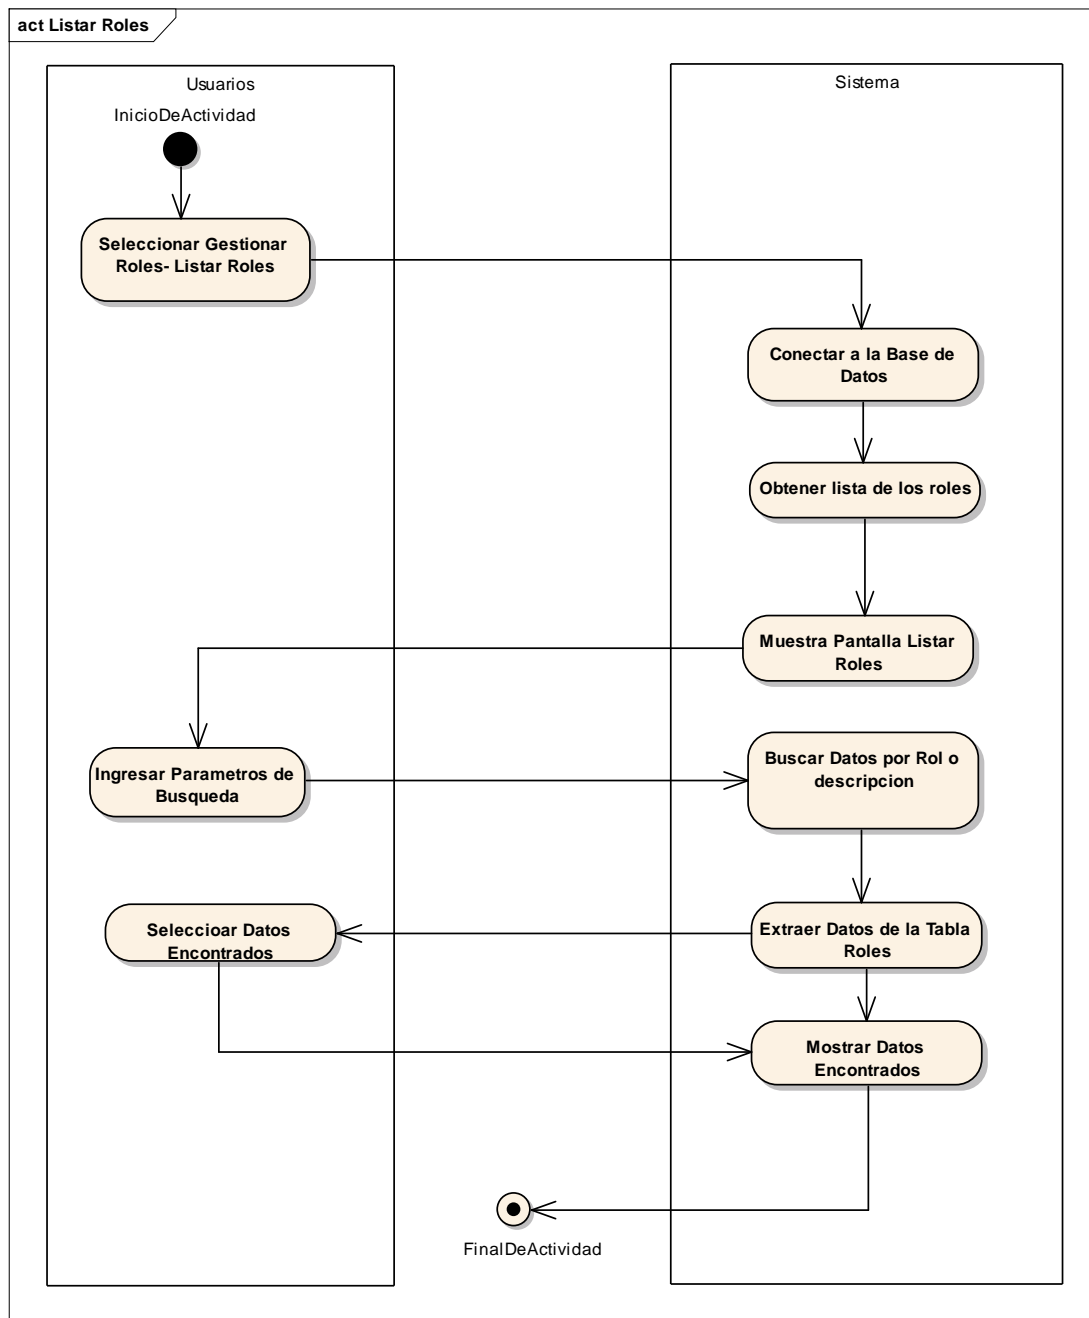 act Listar Roles
Usuarios
Sistema
InicioDeActividad
Seleccionar Gestionar
Roles- Listar Roles
Conectar a la Base de
Datos
Obtener lista de los roles
Muestra Pantalla Listar
Roles
Ingresar Parametros de
Busqueda
Buscar Datos por Rol o
descripcion
Seleccioar Datos
Encontrados
Extraer Datos de la Tabla
Roles
Mostrar Datos
Encontrados
FinalDeActividad